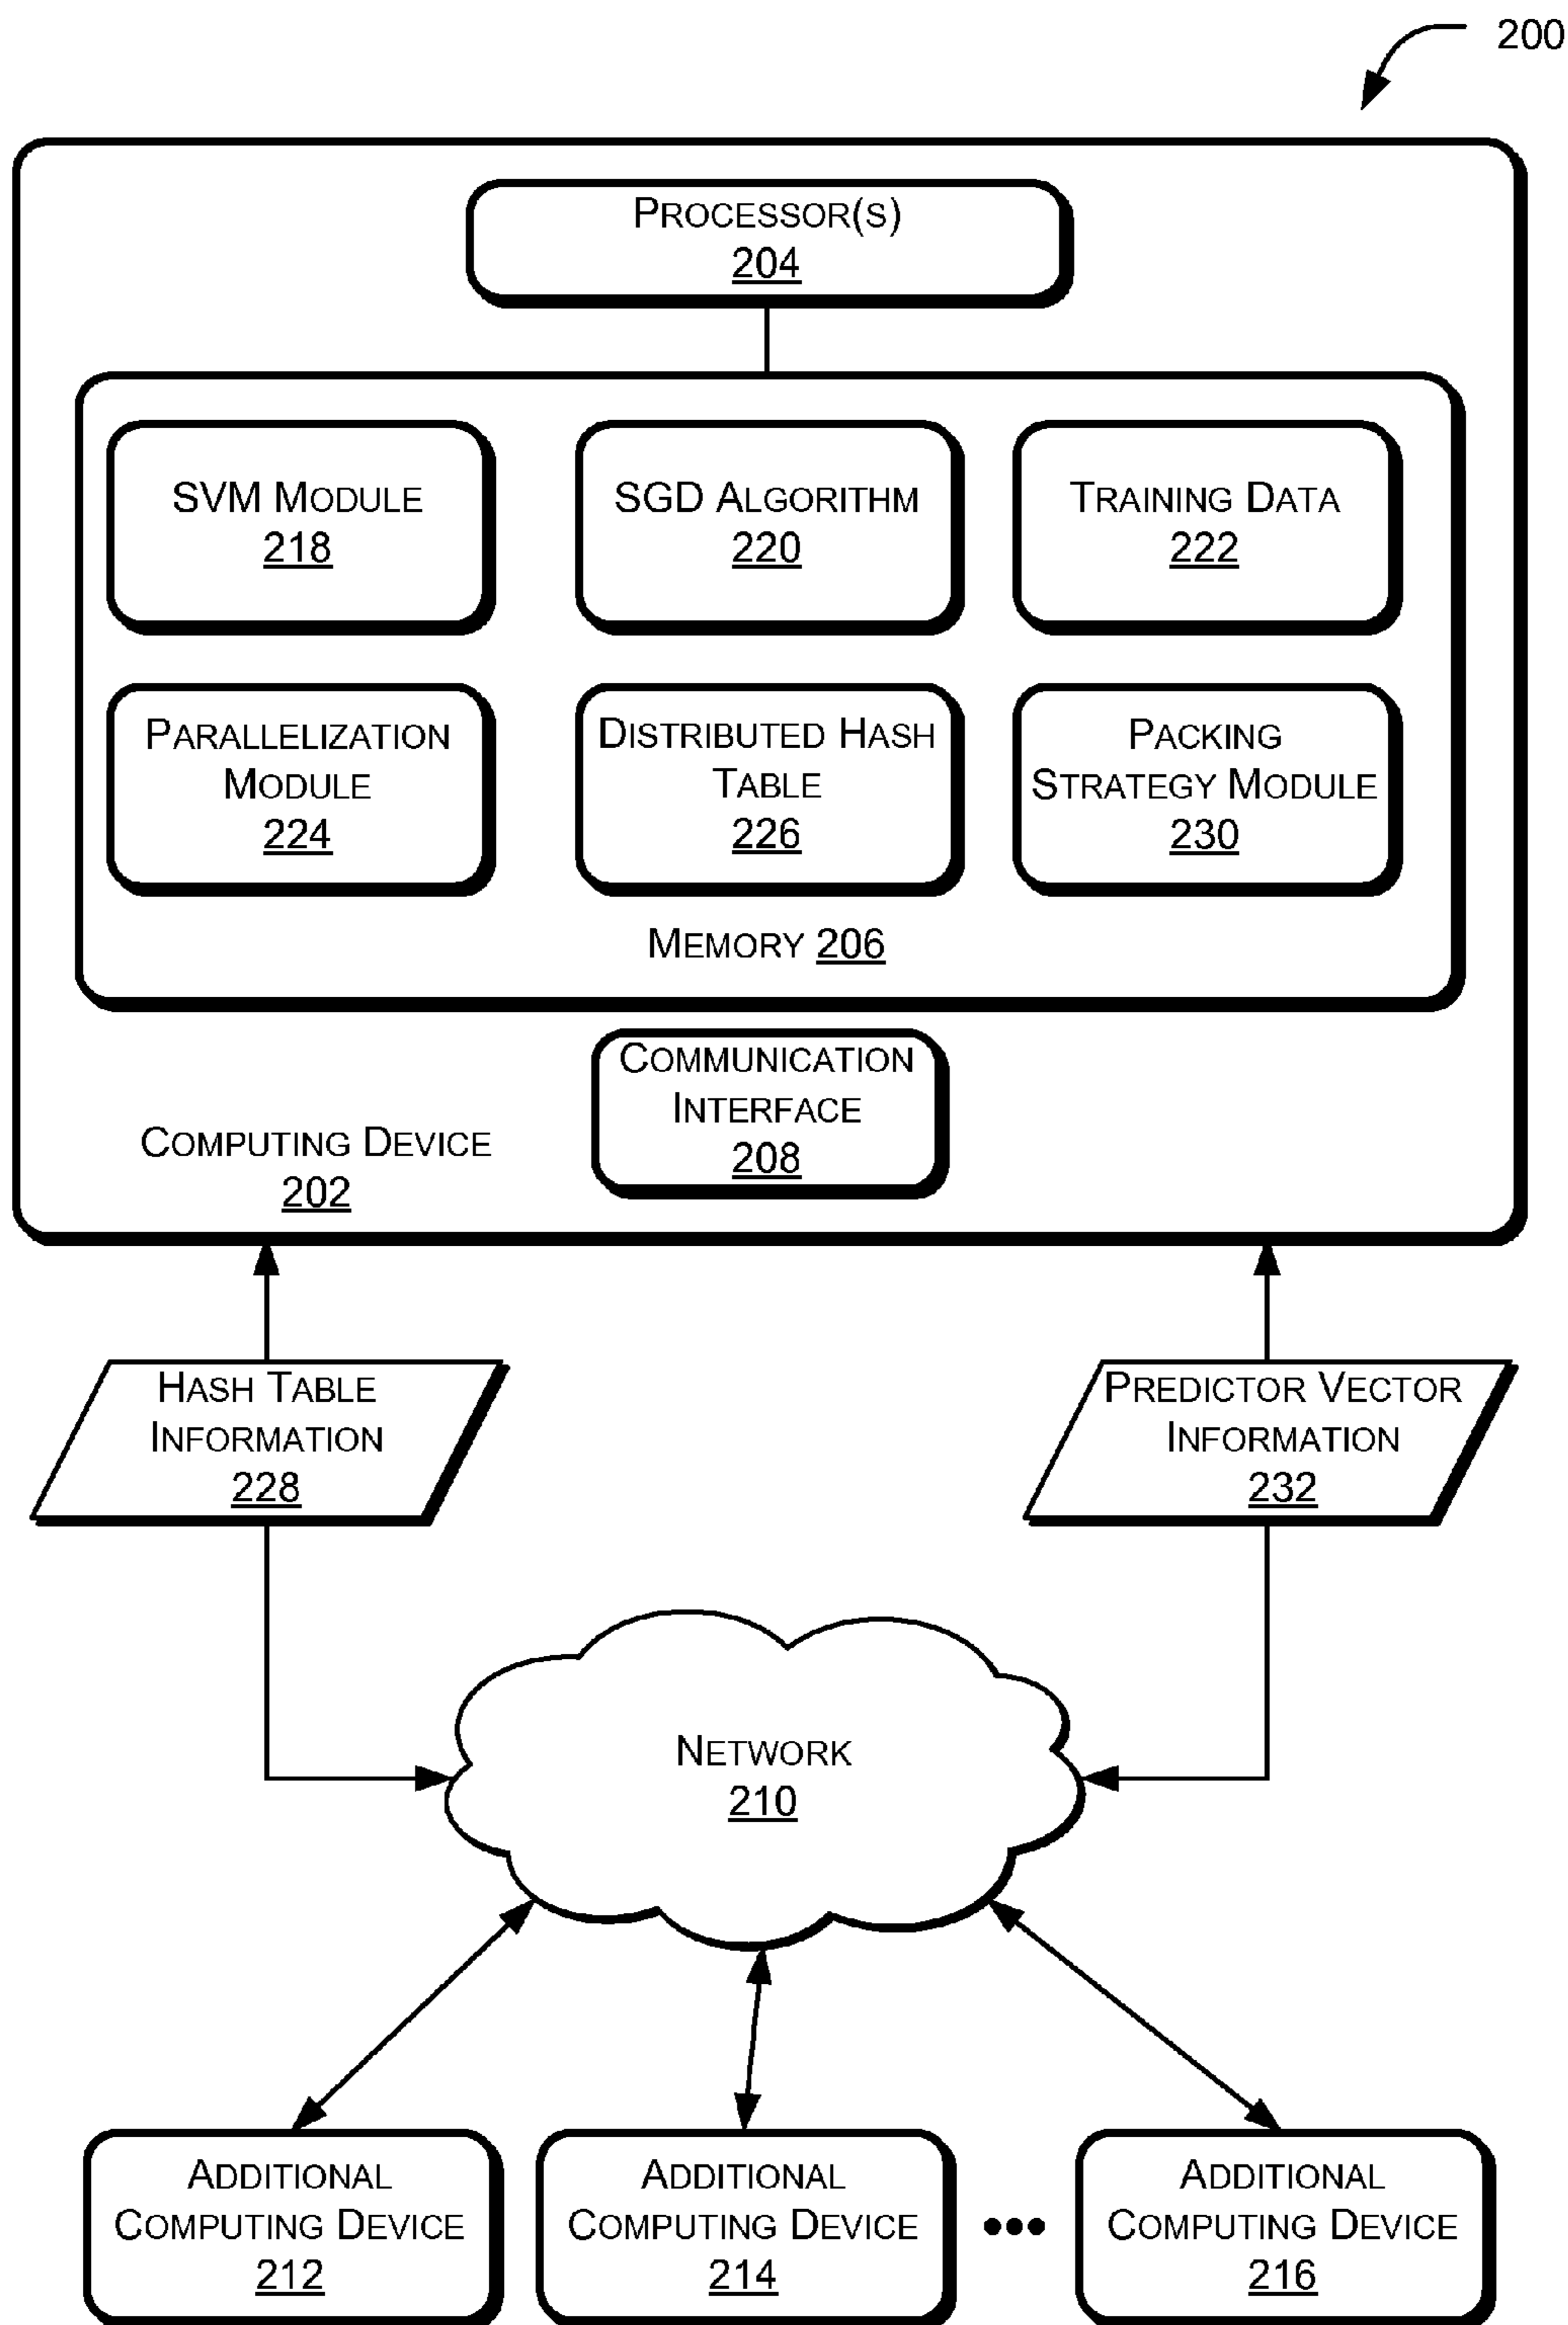 200
PROCESSOR(S)
204
SVM MODULE
218
SGD ALGORITHM
220
TRAINING DATA
222
PARALLELIZATION
MODULE
224
DISTRIBUTED HASH
TABLE
226
PACKING
STRATEGY MODULE
230
MEMORY 206
COMMUNICATION
INTERFACE
208
COMPUTING DEVICE
202
HASH TABLE
INFORMATION
228
PREDICTOR VECTOR
INFORMATION
232
NETWORK
210
ADDITIONAL
COMPUTING DEVICE
212
ADDITIONAL
COMPUTING DEVICE
214
•••
ADDITIONAL
COMPUTING DEVICE
216